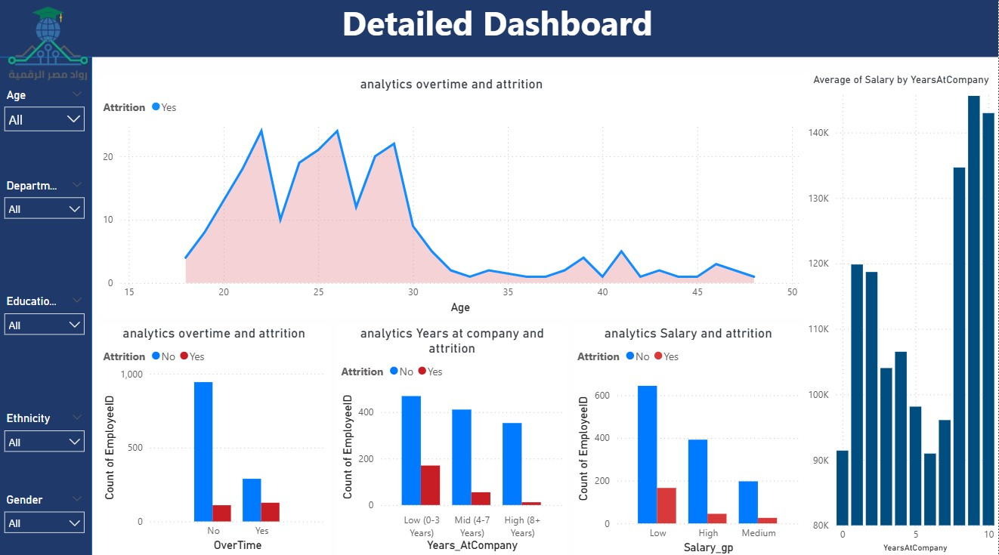 Detailed Dashboard
رواد مصر الرقمية
Age
All
Departm...
All
Educatio...
All
Ethnicity
All
Gender
All
analytics overtime and attrition
Attrition Yes
20
10
0
15 20 25 30 35 40 45 50
Age
analytics overtime and attrition
Attrition No Yes
Count of EmployeeID
1,000
500
0
No Yes
OverTime
analytics Years at company and
attrition
Attrition No Yes
Count of EmployeeID
400
200
0
Low (0-3 Mid (4-7 High (8+
Years) Years) Years)
Years_AtCompany
analytics Salary and attrition
Attrition No Yes
Count of EmployeeID
600
400
200
0
Low High Medium
Salary_gp
Average of Salary by YearsAtCompany
140K
130K
120K
110K
100K
90K
80K
0 5 10
YearsAtCompany